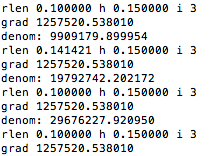 rlen 0.100000 h 0.150000 i 3
grad 1257520.538010
denom: 9909179.899954
rlen 0.141421 h 0.150000 i 3
grad 1257520.538010
denom: 19792742.202172
rlen 0.100000 h 0.150000 i 3
grad 1257520.538010
denom: 29676227.920950
rlen 0.100000 h 0.150000 i 3
grad 1257520.538010